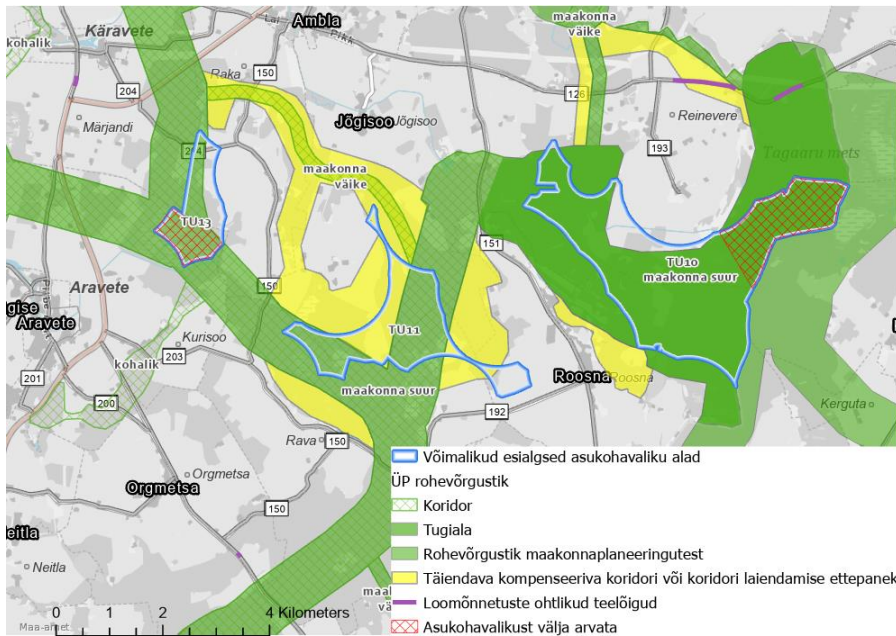 Ambla
maakonna
väike
Käravete
Lai
Pikk
kohalik
Raka
150
204
126
Reinevere
Märjandi
Jõgisoo
Jõgisoo
193
204
Tagaaru mets
maakonna
väike
TU13
151
TU10
maakonna suur
Aravete
150
TU11
Aravete
Kurisoo
203
kohalik
Roosna
Roosna
201
maakonna suur
200
192
Kerguta
Rava
150
Orgmetsa
Orgmetsa
150
Neitla
Maa-amet
0 2 4 Kilometers
Võimalikud esialgsed asukohavaliku alad
ÜP rohevõrgustik
Koridor
Tugiala
Rohevõrgustik maakonnaplaneeringutest
Täiendava kompenseeriva koridori või koridori laiendamise ettepanek
Loomõnnetuste ohtlikud teelõigud
Asukohavalikust välja arvata